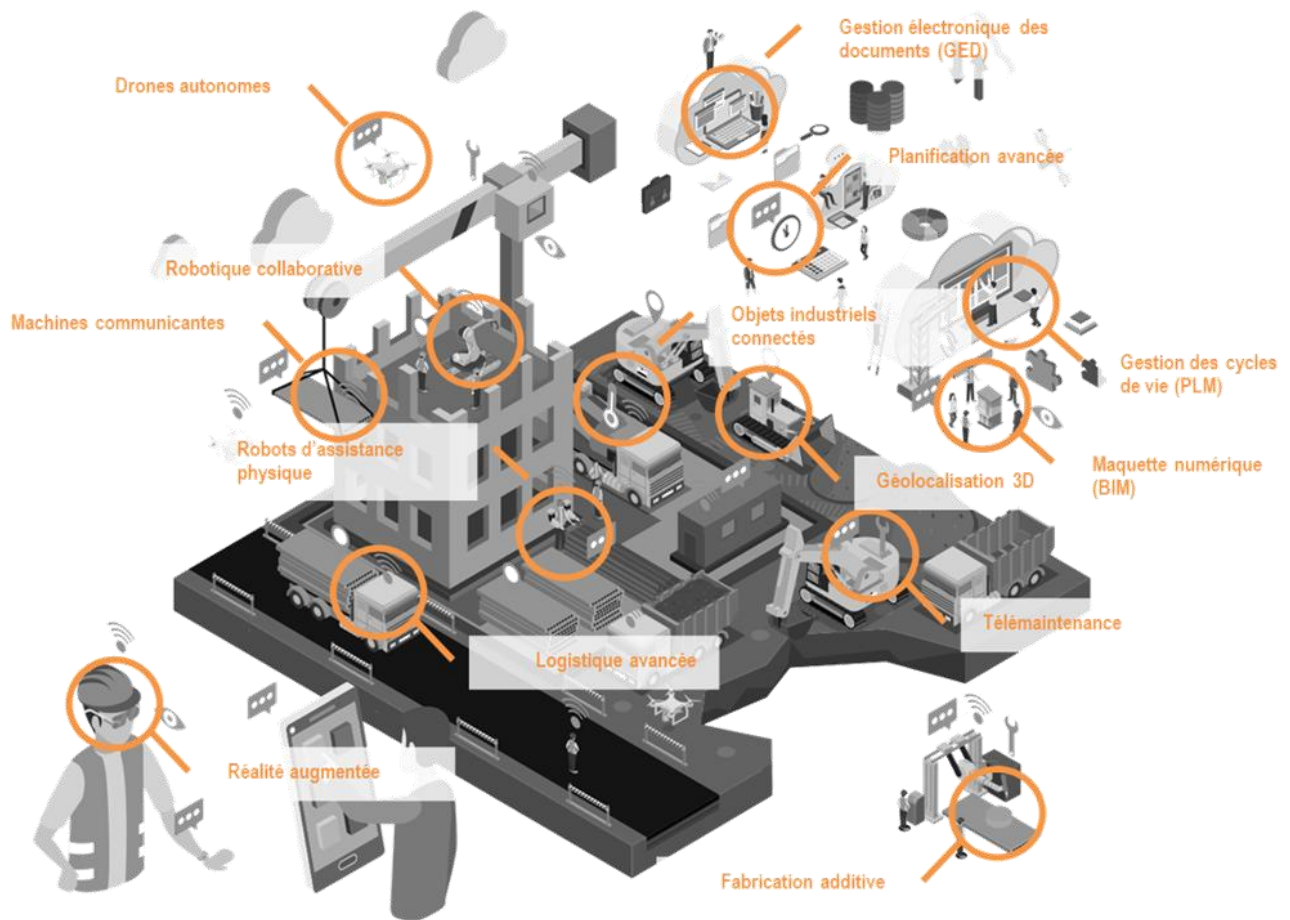 Gestion électronique des
documents (GED)
Drones autonomes
Planification avancée
Robotique collaborative
Machines communicantes
Objets industriels
connectés
Gestion des cycles
de vie (PLM)
Robots d'assistance
physique
Maquette numérique
(BIM)
Géolocalisation 3D
Télémaintenance
Logistique avancée
Réalité augmentée
Fabrication additive